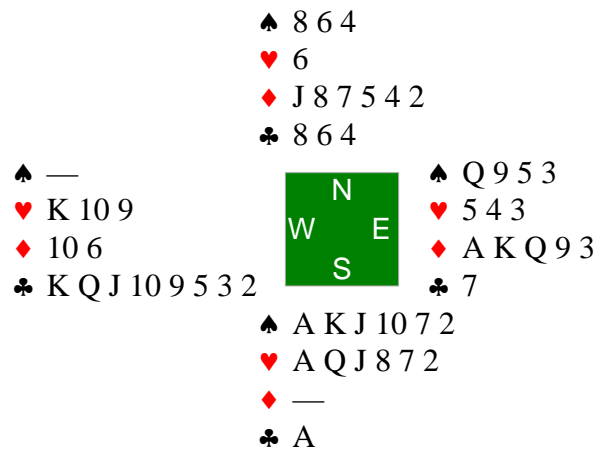 ♠ 8 6 4
♥ 6
♦ J 8 7 5 4 2
♣ 8 6 4
♠ —
♥ K 10 9
♦ 10 6
♣ K Q J 10 9 5 3 2
N
W E
S
♠ Q 9 5 3
♥ 5 4 3
♦ A K Q 9 3
♣ 7
♠ A K J 10 7 2
♥ A Q J 8 7 2
♦ —
♣ A